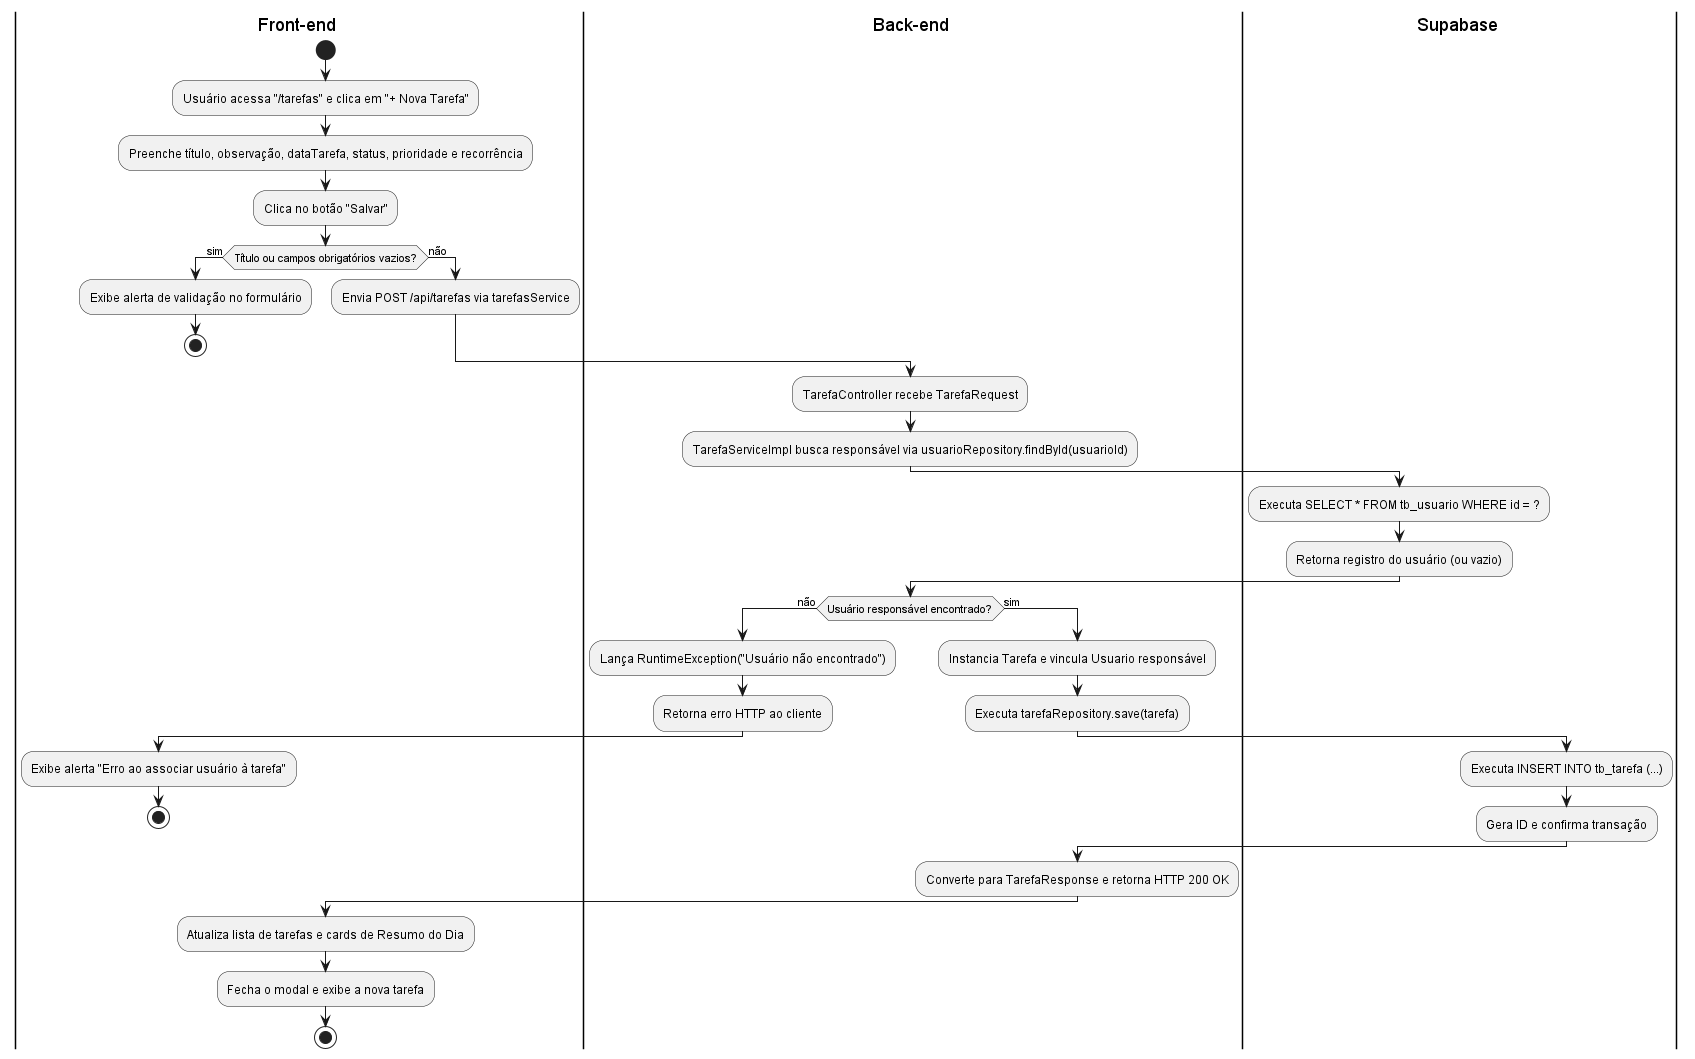 Front-end
Back-end
Supabase
Usuário acessa "/tarefas" e clica em "+ Nova Tarefa"
Preenche título, observação, dataTarefa, status, prioridade e recorrência
Clica no botão "Salvar"
sim
Título ou campos obrigatórios vazios?
não
Exibe alerta de validação no formulário
Envia POST /api/tarefas via tarefasService
TarefaController recebe TarefaRequest
TarefaServiceImpl busca responsável via usuarioRepository.findById(usuarioId)
Executa SELECT * FROM tb_usuario WHERE id = ?
Retorna registro do usuário (ou vazio)
não
Usuário responsável encontrado?
sim
Lança RuntimeException("Usuário não encontrado")
Instancia Tarefa e vincula Usuario responsável
Retorna erro HTTP ao cliente
Executa tarefaRepository.save(tarefa)
Exibe alerta "Erro ao associar usuário à tarefa"
Executa INSERT INTO tb_tarefa (...)
Gera ID e confirma transação
Converte para TarefaResponse e retorna HTTP 200 OK
Atualiza lista de tarefas e cards de Resumo do Dia
Fecha o modal e exibe a nova tarefa